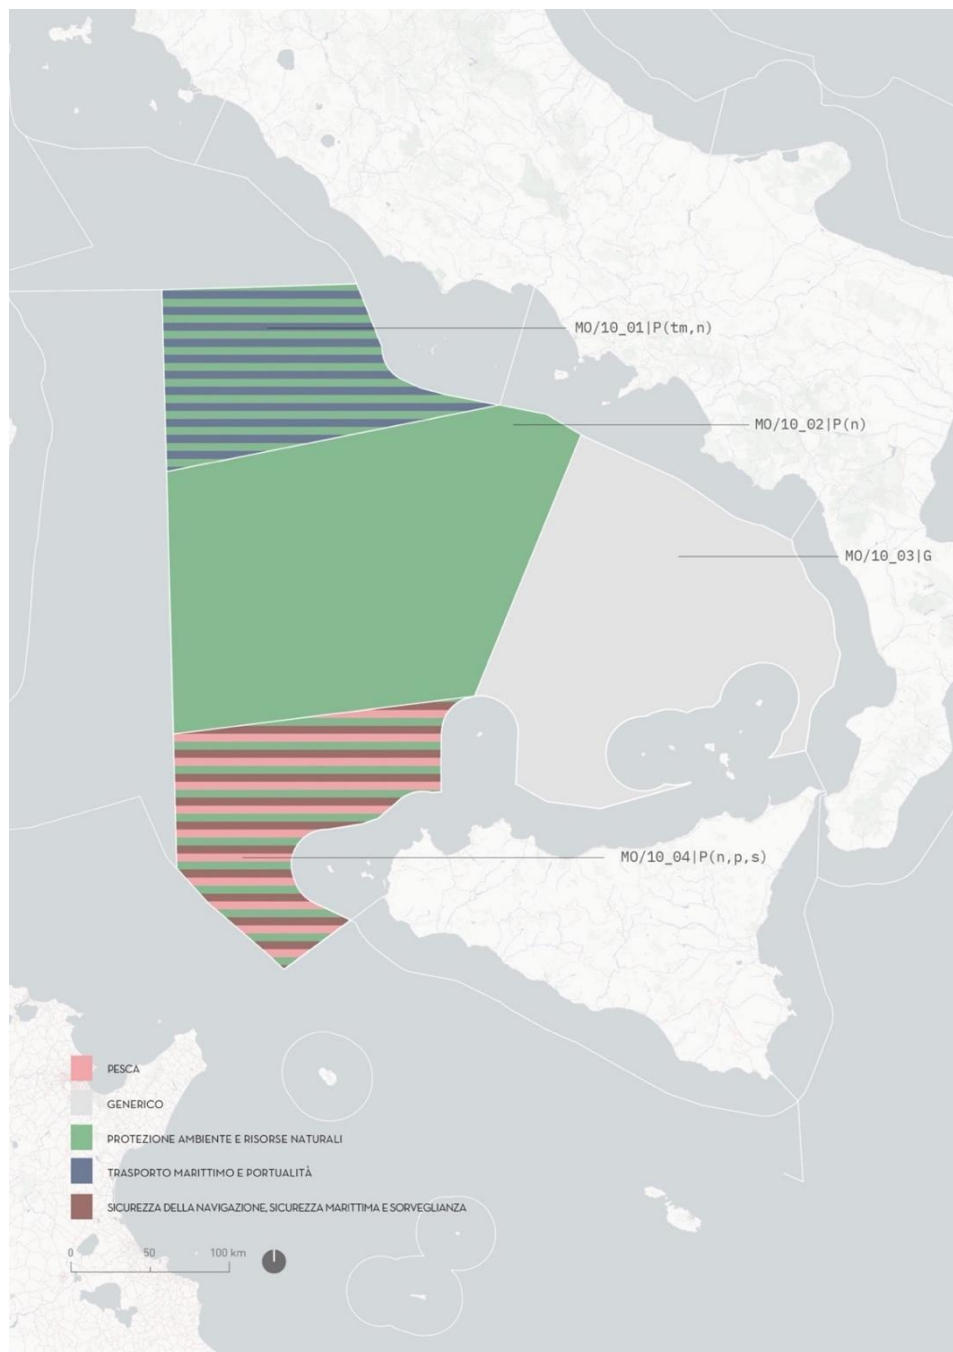 MO/10_01|P(tm,n)
MO/10_02|P(n)
MO/10_03|G
MO/10_04|P(n,p,s)
PESCA
GENERICO
PROTEZIONE AMBIENTE E RISORSE NATURALI
TRASPORTO MARITTIMO E PORTUALITÀ
SICUREZZA DELLA NAVIGAZIONE, SICUREZZA MARITTIMA E SORVEGLIANZA
0 50 100 km